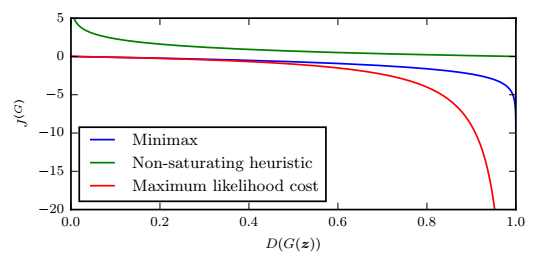 5
0
−5
−10
−15
−20
J^(G)
Minimax
Non-saturating heuristic
Maximum likelihood cost
0.0 0.2 0.4 0.6 0.8 1.0
D(G(z))